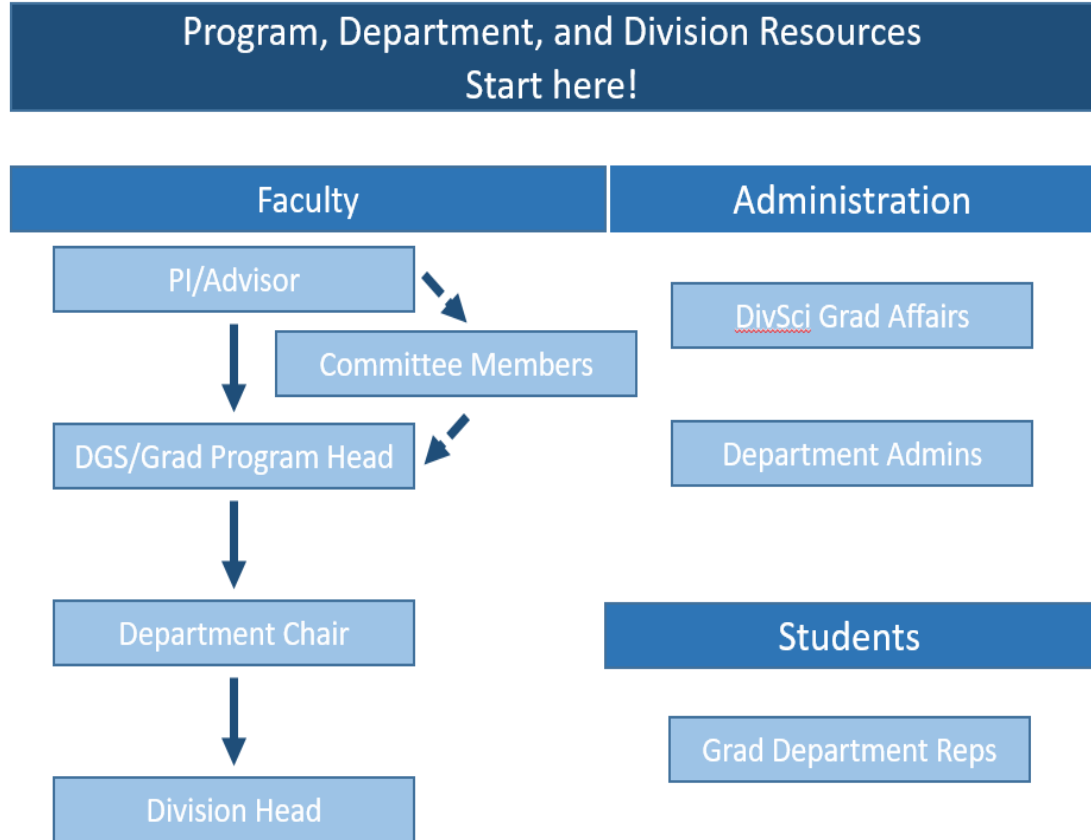 Program, Department, and Division Resources
Start here!
Faculty
PI/Advisor
Committee Members
DGS/Grad Program Head
Department Chair
Division Head
Administration
DivSci Grad Affairs
Department Admins
Students
Grad Department Reps